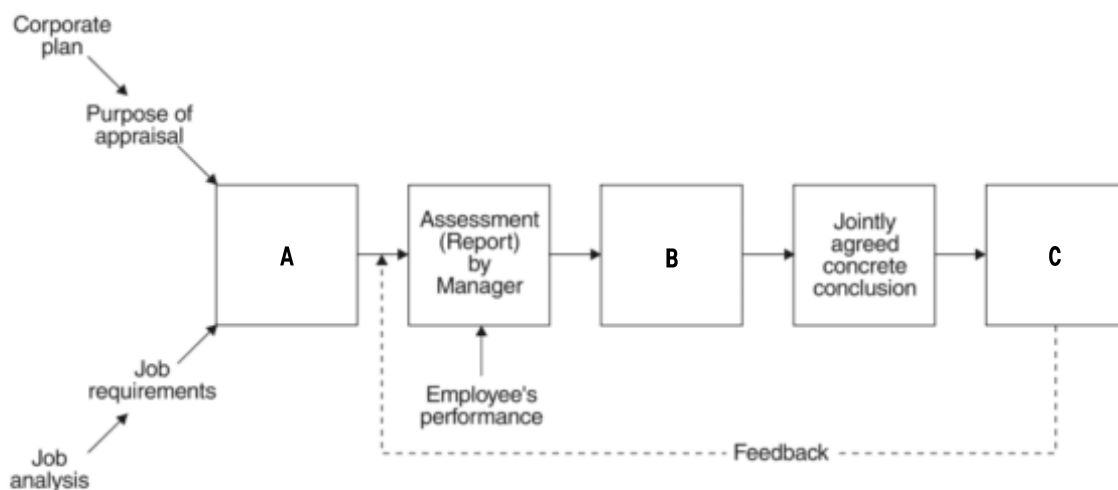 Corporate
plan
Purpose of
appraisal
A
Assessment
(Report)
by
Manager
B
Jointly
agreed
concrete
conclusion
C
Job
requirements
Employee's
performance
Feedback
Job
analysis